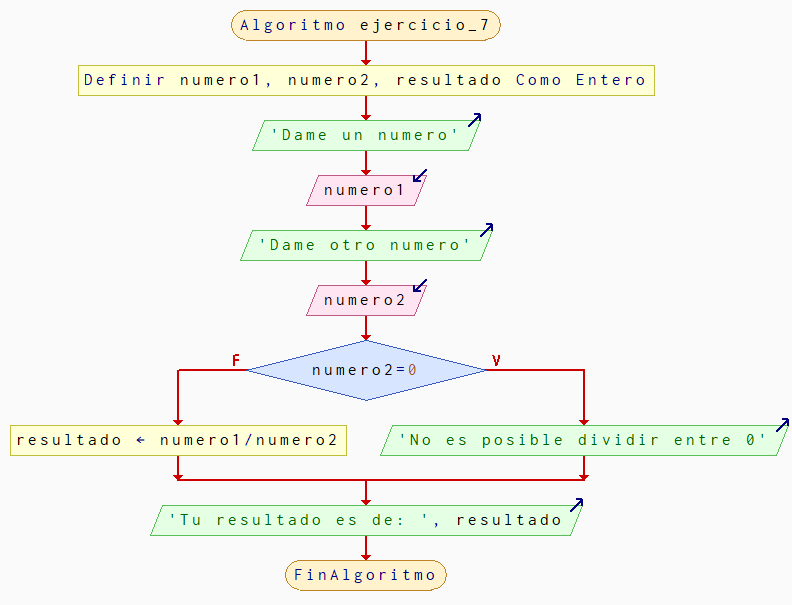 Algoritmo ejercicio_7
Definir numero1, numero2, resultado Como Entero
'Dame un numero'
numero1
'Dame otro numero'
numero2
F
V
numero2=0
resultado ← numero1/numero2
'No es posible dividir entre 0'
'Tu resultado es de: ', resultado
FinAlgoritmo